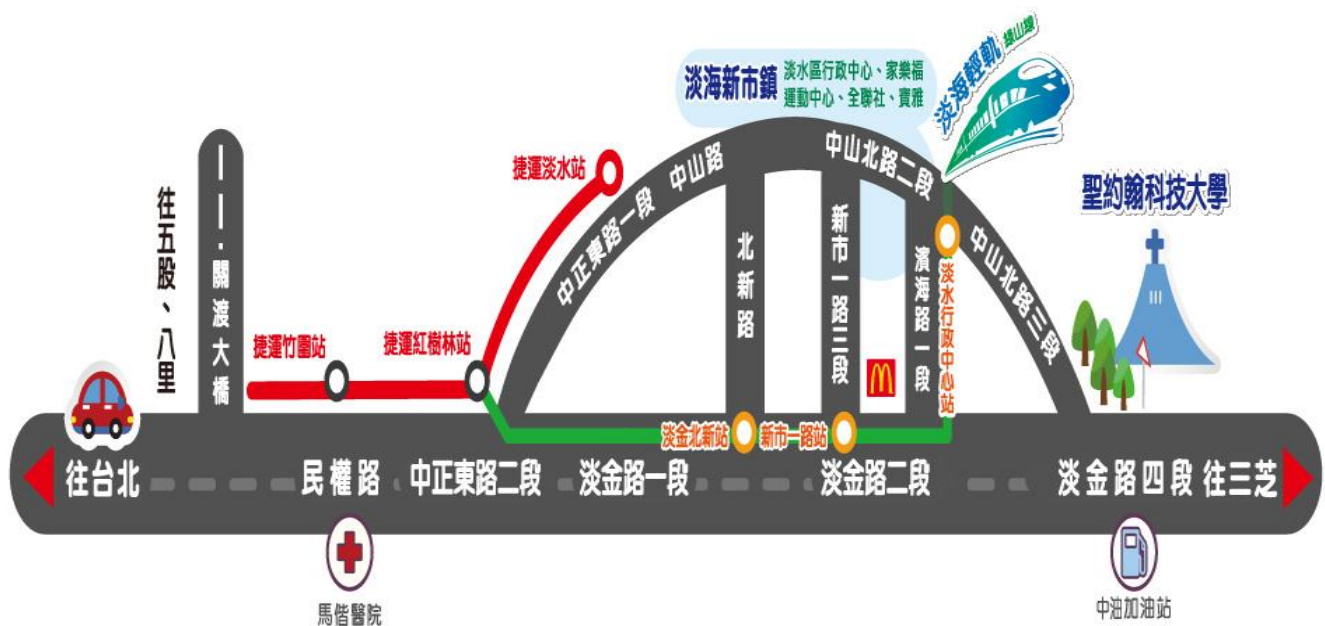 淡海新市鎮
淡水區行政中心、家樂福
運動中心、全聯社、寶雅
淡海輕軌 綠山線
聖約翰科技大學
捷運淡水站
中正東路一段 中山路
中山北路二段
中山北路三段
往五股、八里
關渡大橋
捷運竹圍站
捷運紅樹林站
北新路
新市一路三段
濱海路一段
淡水行政中心站
淡金北新站
新市一路站
往台北
民權路
中正東路二段
淡金路一段
淡金路二段
淡金路四段
往三芝
馬偕醫院
中油加油站